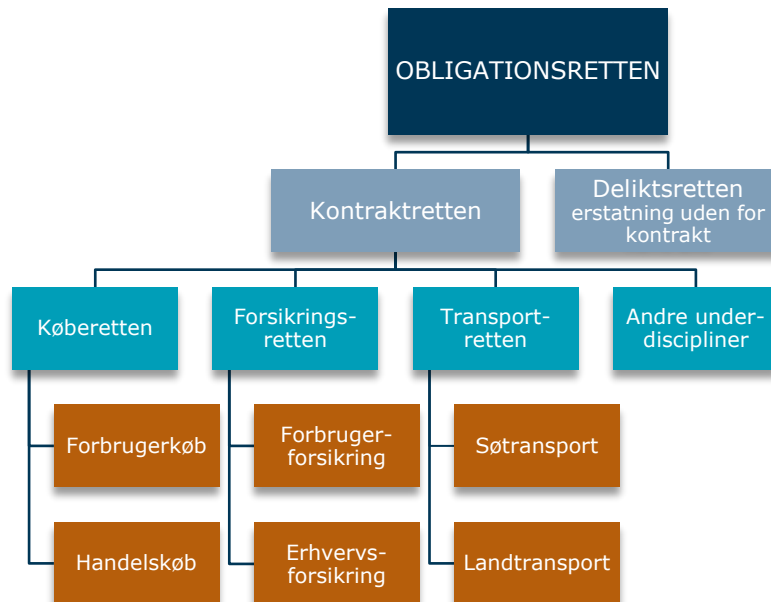 OBLIGATIONSRETTEN
Kontraktretten
Deliktsretten
erstatning uden for
kontrakt
Køberetten
Forsikrings-
retten
Transport-
retten
Andre under-
discipliner
Forbrugerkøb
Forbruger-
forsikring
Søtransport
Handelskøb
Erhvervs-
forsikring
Landtransport